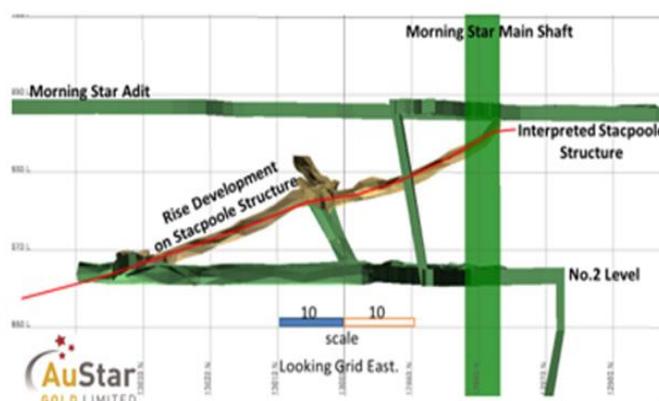 Morning Star Main Shaft
Morning Star Adit
Interpreted Stacpoole
Structure
Rise Development
on Stacpoole Structure
No.2 Level
10 10
scale
Looking Grid East.
AuStar
GOLD LIMITED